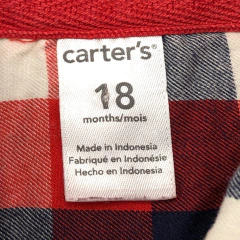 carter's®
18
months/mois
Made in Indonesia
Fabriqué en Indonésie
Hecho en Indonesia